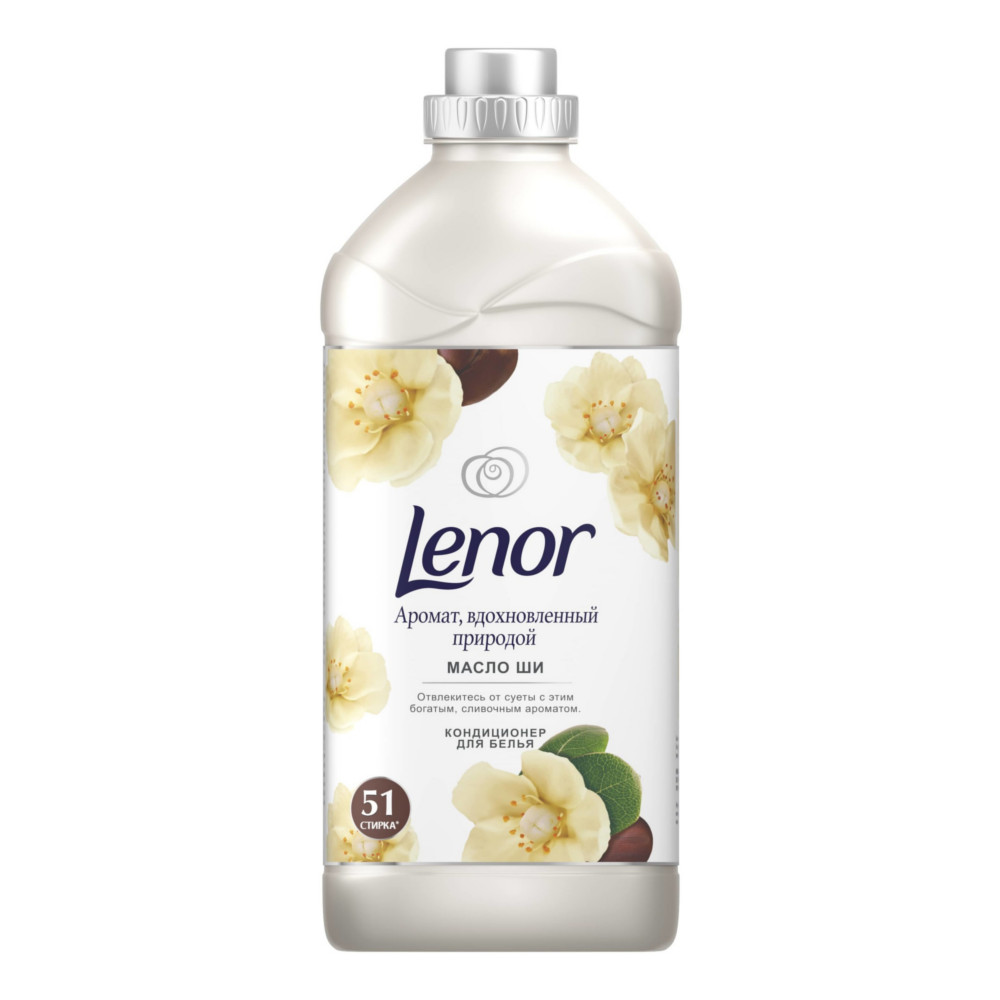 Lenor
Аромат, вдохновленный
природой
МАСЛО ШИ
Отвлекитесь от суеты с этим
богатым, сливочным ароматом.
КОНДИЦИОНЕР
ДЛЯ БЕЛЬЯ
51
СТИРКА*